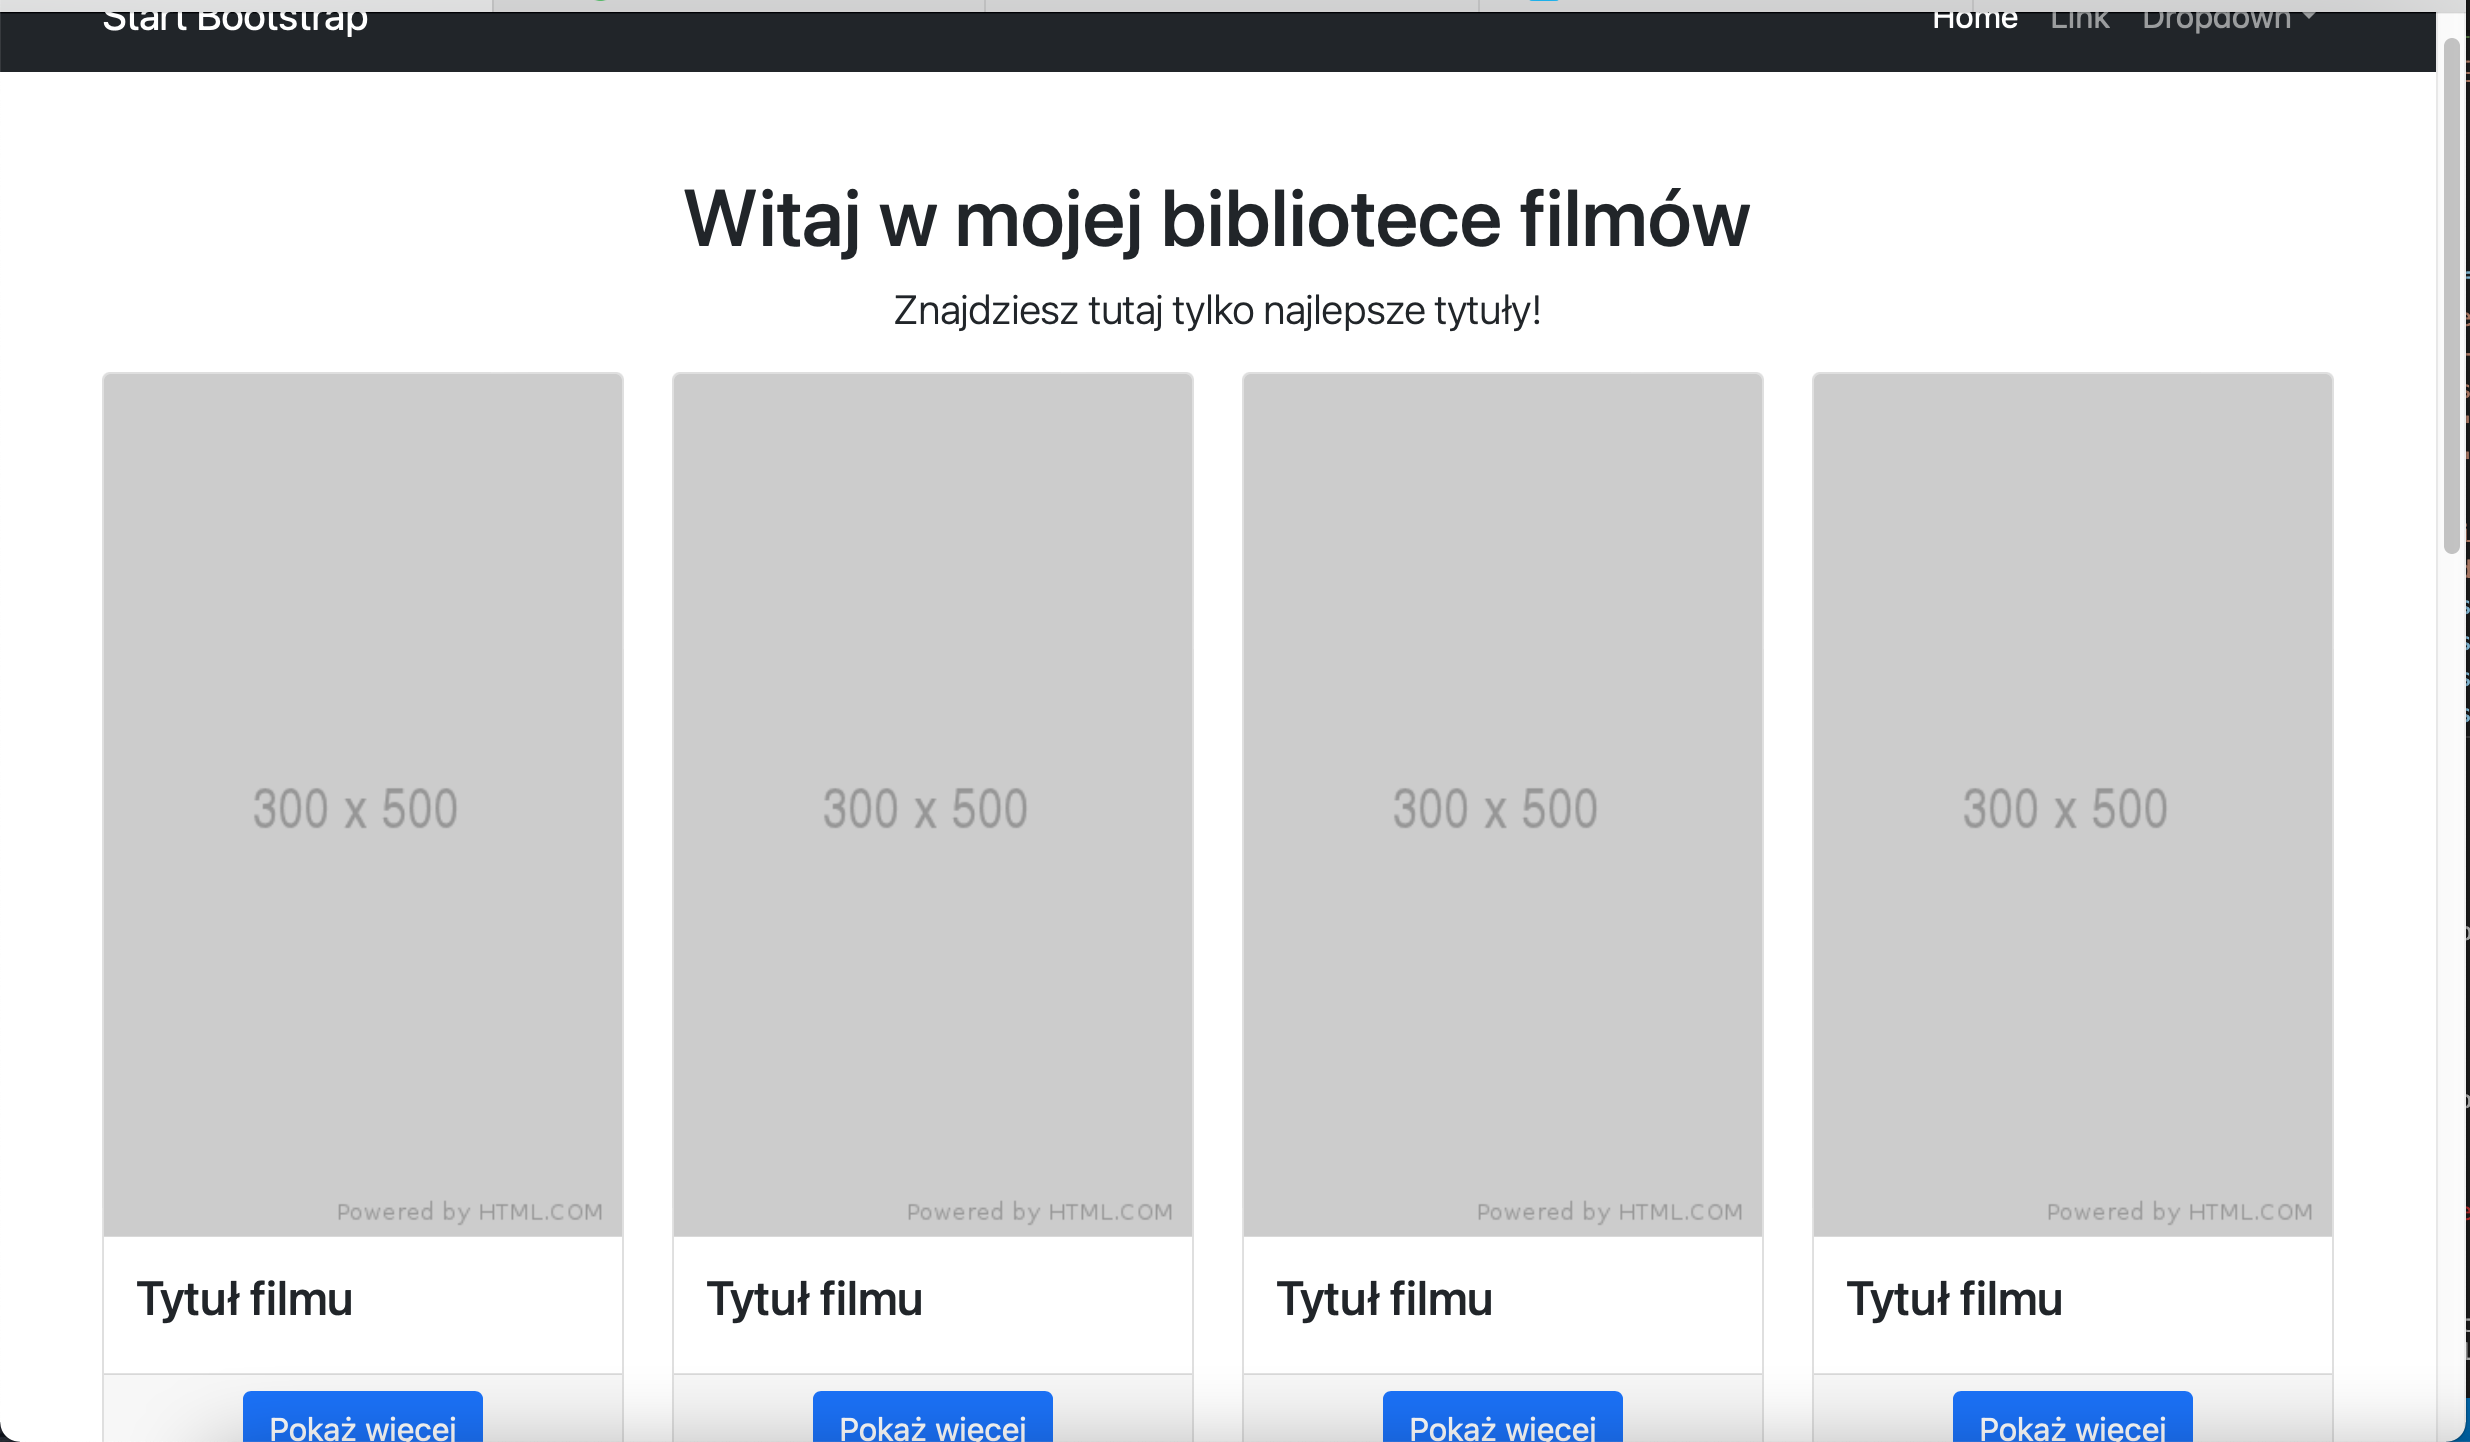 Start Bootstrap Home Link Dropdown
Witaj w mojej bibliotece filmów
Znajdziesz tutaj tylko najlepsze tytuły!
300 x 500 300 x 500 300 x 500 300 x 500
Powered by HTML.COM Powered by HTML.COM Powered by HTML.COM Powered by HTML.COM
Tytuł filmu Tytuł filmu Tytuł filmu Tytuł filmu
Pokaż więcej Pokaż więcej Pokaż więcej Pokaż więcej